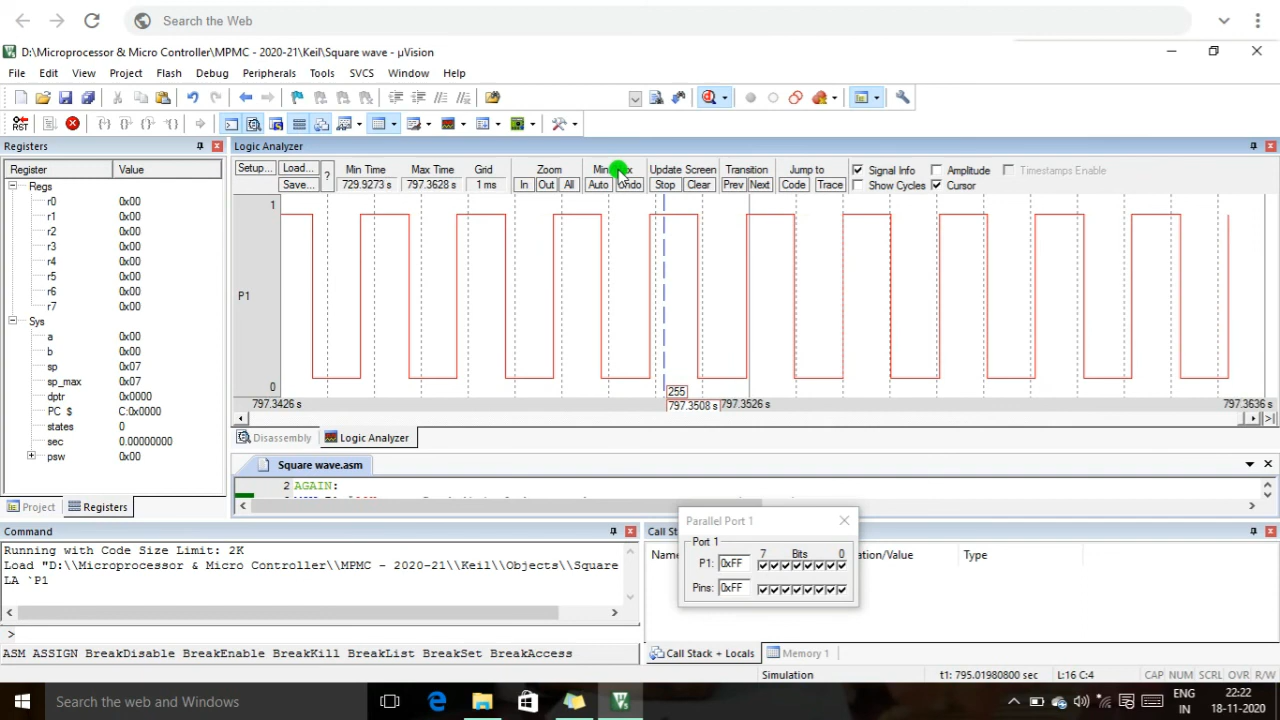 Search the Web
D:\Microprocessor & Micro Controller\MPMC - 2020-21\Keil\Square wave - µVision
File Edit View Project Flash Debug Peripherals Tools SVCS Window Help
Registers
Logic Analyzer
Register Value
Setup... Load... Save... ? Min Time 729.9273 s Max Time 797.3628 s Grid 1 ms Zoom In Out All Auto Update Screen Stop Clear Transition Prev Next Jump to Code Trace Signal Info Show Cycles Amplitude Cursor Timestamps Enable
Regs
r0 0x00
r1 0x00
r2 0x00
r3 0x00
r4 0x00
r5 0x00
r6 0x00
r7 0x00
Sys
a 0x00
b 0x00
sp 0x07
sp_max 0x07
dptr 0x0000
PC $ C:0x0000
states 0
sec 0.00000000
psw 0x00
1
P1
0
255
797.3426 s 797.3508 s 797.3526 s 797.3636 s
Disassembly Logic Analyzer
Square wave.asm
2 AGAIN:
Project Registers
Command
Running with Code Size Limit: 2K
Load "D:\\Microprocessor & Micro Controller\\MPMC - 2020-21\\Keil\\Objects\\Square
LA `P1
>
ASM ASSIGN BreakDisable BreakEnable BreakKill BreakList BreakSet BreakAccess
Parallel Port 1
Port 1
7 Bits 0
P1: 0xFF
Pins: 0xFF
Type
Call Stack + Locals Memory 1
Simulation t1: 795.01980800 sec L:16 C:4 CAP NUM SCRL OVR R/W
Search the web and Windows
ENG
IN
22:22
18-11-2020